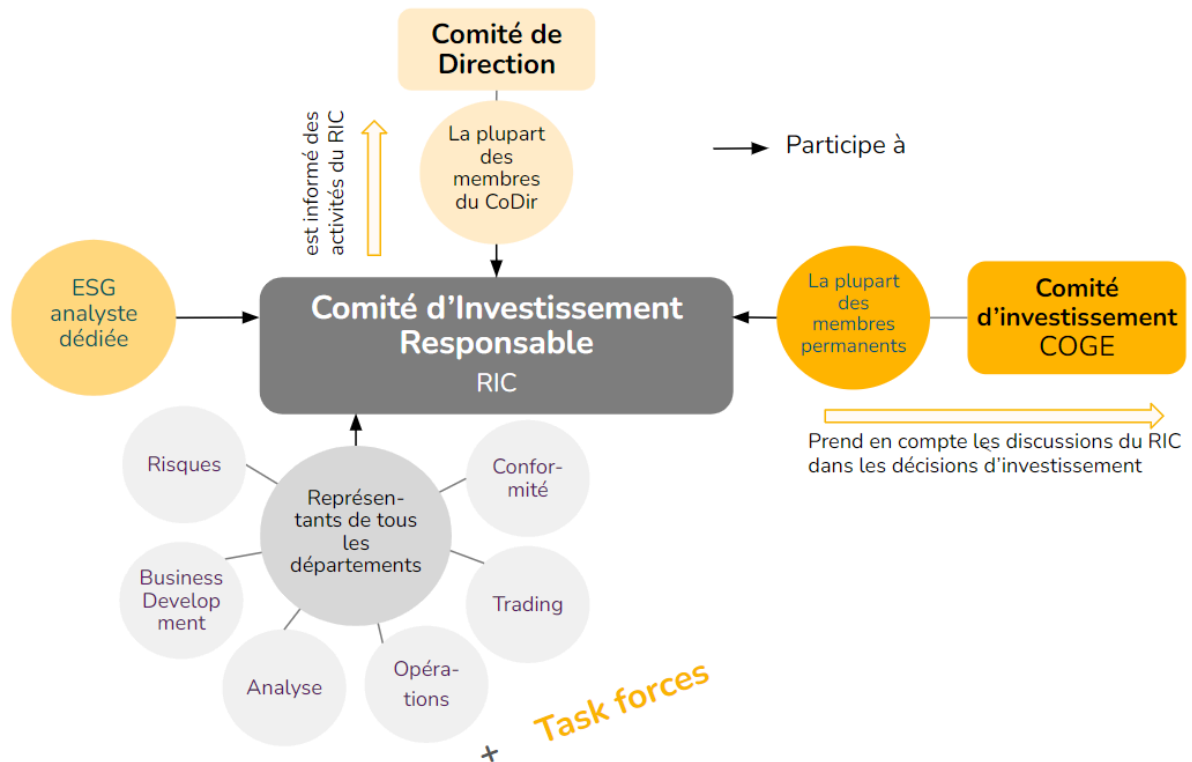 Comité de
Direction
est informé des
activités du RIC
La plupart
des
membres
du CoDir
Participe à
ESG
analyste
dédiée
Comité d’Investissement
Responsable
RIC
La plupart
des
membres
permanents
Comité
d’investissement
COGE
Prend en compte les discussions du RIC
dans les décisions d’investissement
Risques
Confor-
mité
Représen-
tants de tous
les
départements
Business
Develop
ment
Trading
Analyse
Opéra-
tions
+ Task forces